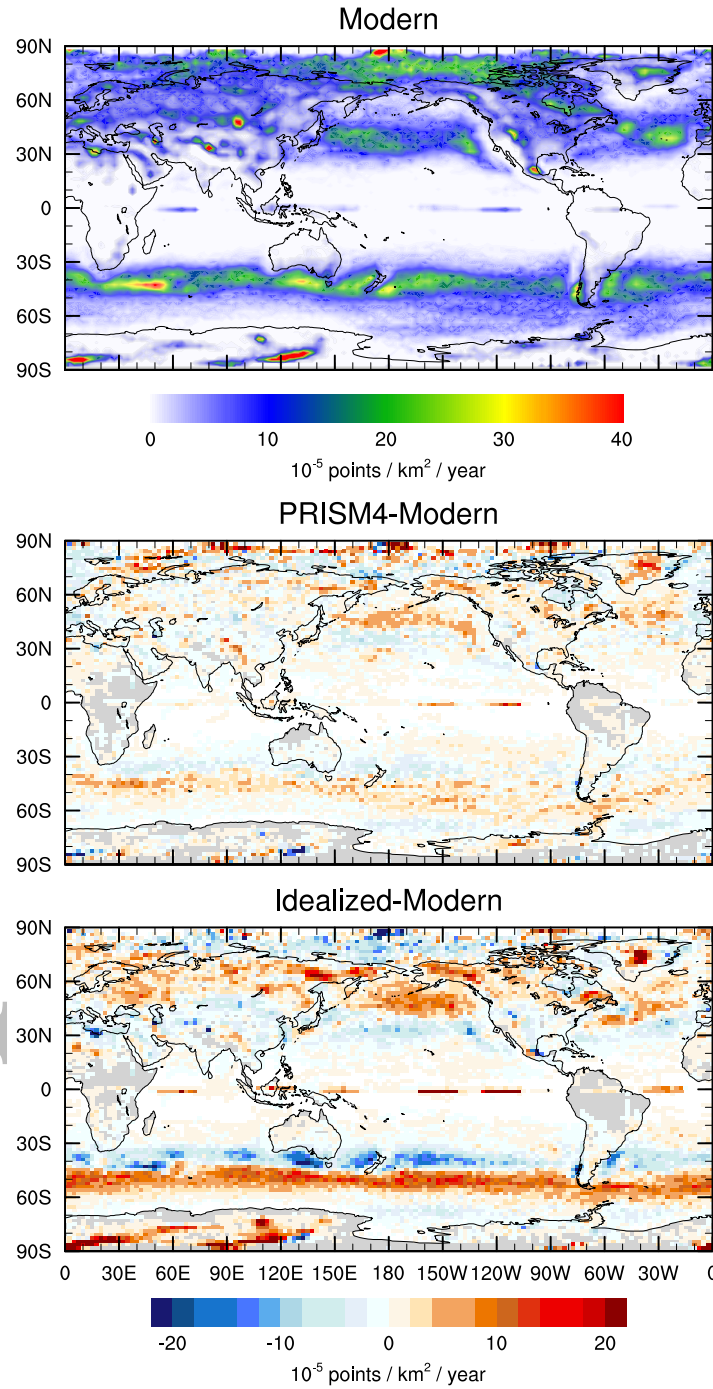 Modern
90N
60N
30N
0
30S
60S
90S
0 10 20 30 40
10-5 points / km2 / year
PRISM4-Modern
90N
60N
30N
0
30S
60S
90S
Idealized-Modern
90N
60N
30N
0
30S
60S
90S
0 30E 60E 90E 120E 150E 180 150W 120W 90W 60W 30W 0
-20 -10 0 10 20
10-5 points / km2 / year